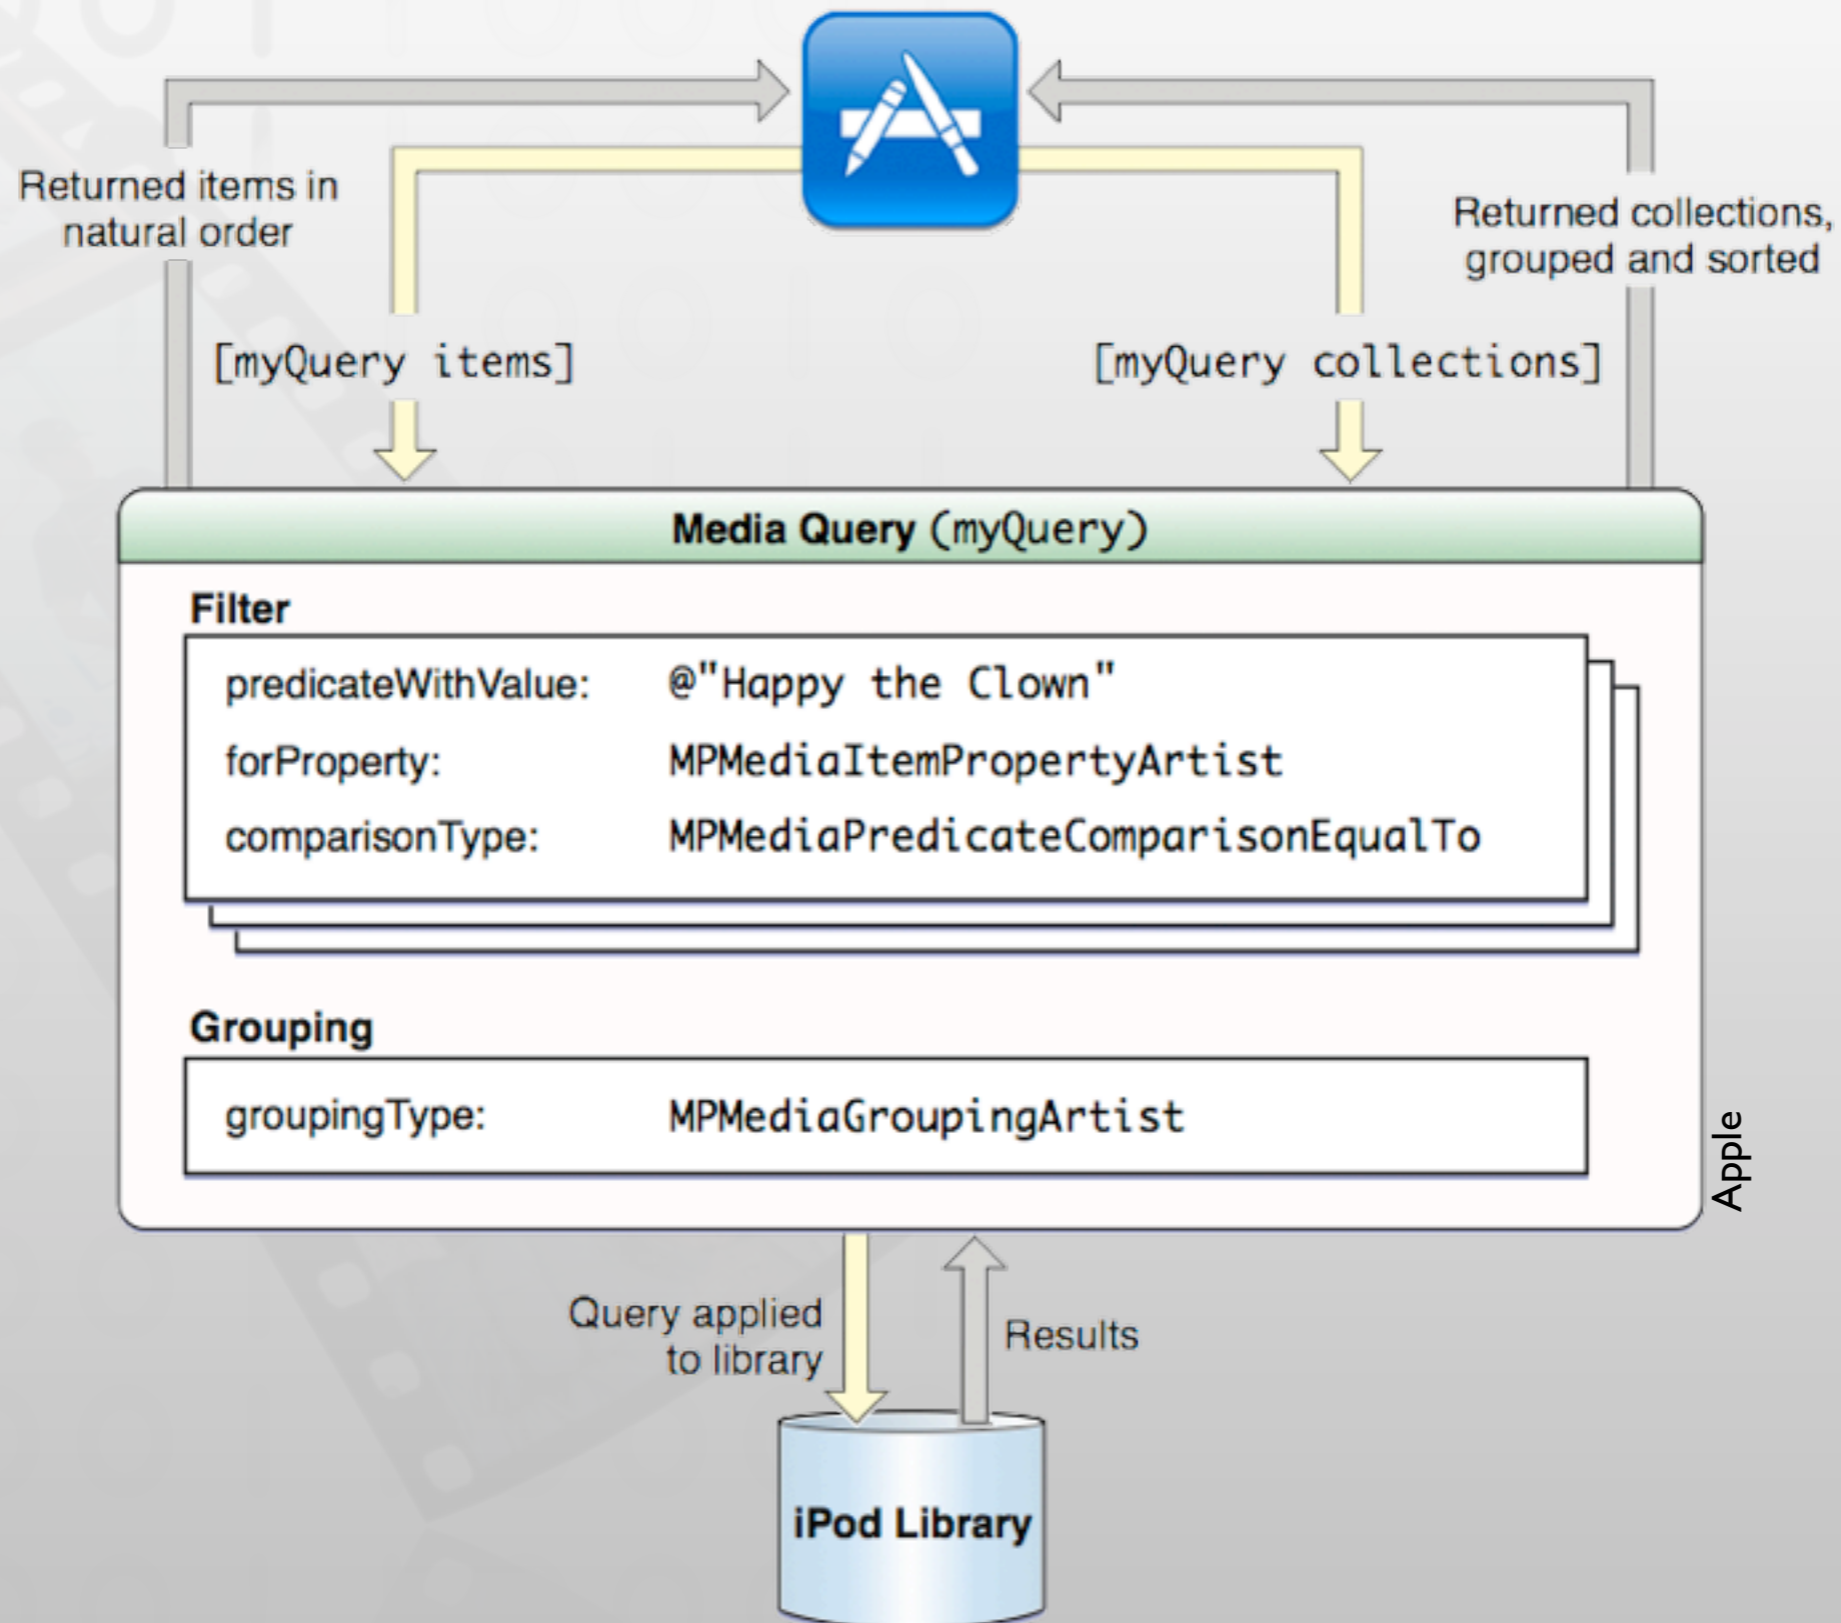 Returned items in
natural order
Returned collections,
grouped and sorted
[myQuery items]
[myQuery collections]
Media Query (myQuery)
Filter
predicateWithValue: @"Happy the Clown"
forProperty: MPMediaItemPropertyArtist
comparisonType: MPMediaPredicateComparisonEqualTo
Grouping
groupingType: MPMediaGroupingArtist
Apple
Query applied
to library
Results
iPod Library